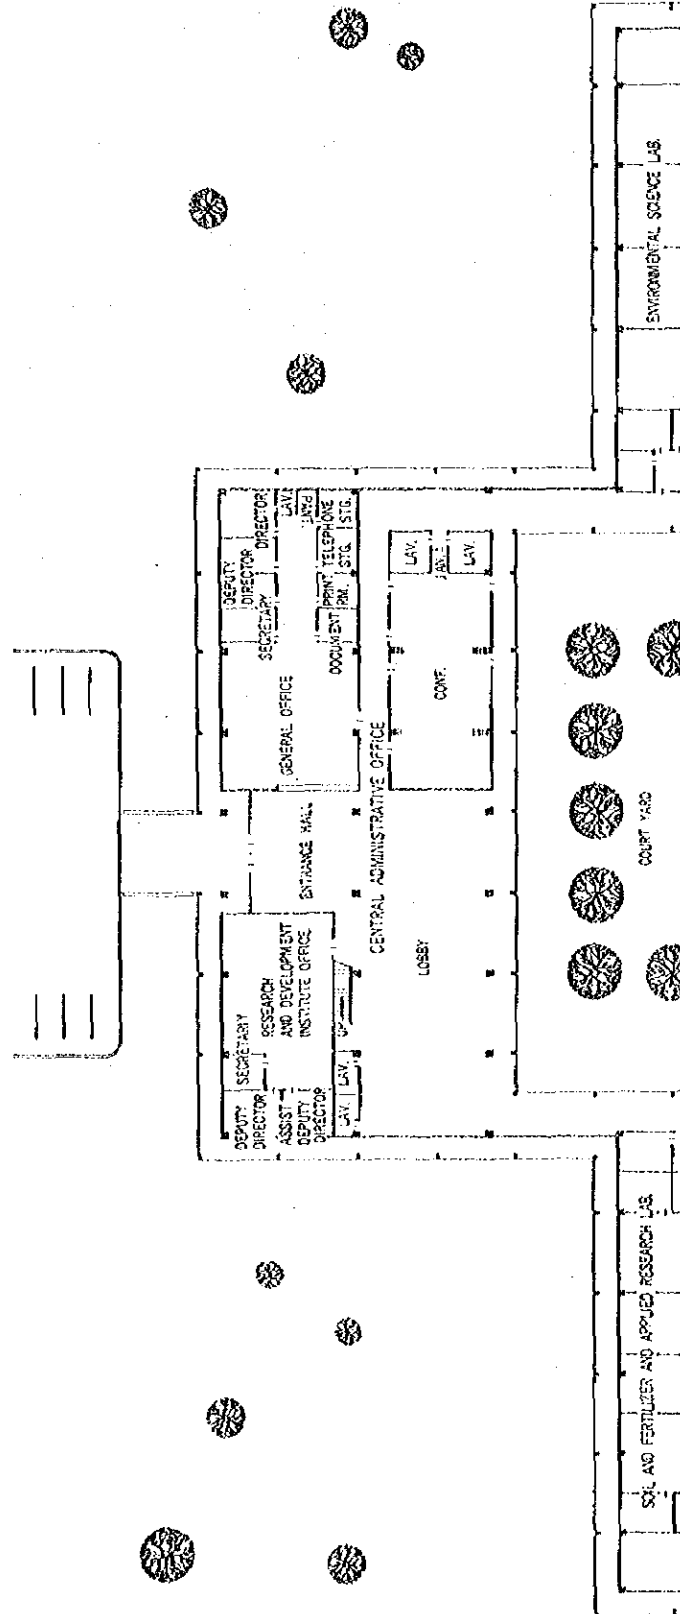 DEPUTY
DIRECTOR
SECRETARIY
ASSIST
DEPUTY
DIRECTOR
RESEARCH
AND DEVELOPMENT
INSTITUTE OFFICE
LAV.
LAV.
UP
ENTRANCE HALL
GENERAL OFFICE
SECRETARY
DEPUTY
DIRECTOR
DIRECTOR
LAV.
PANT.
DOCUMENT
PRINT
RM.
TELEPHONE
STG.
STG.
CENTRAL ADMINISTRATIVE OFFICE
LOBBY
CONF.
LAV.
LAV.
COURT YARD
SOIL AND FERTILIZER AND APPLIED RESEARCH LAB.
ENVIRONMENTAL SCIENCE LAB.